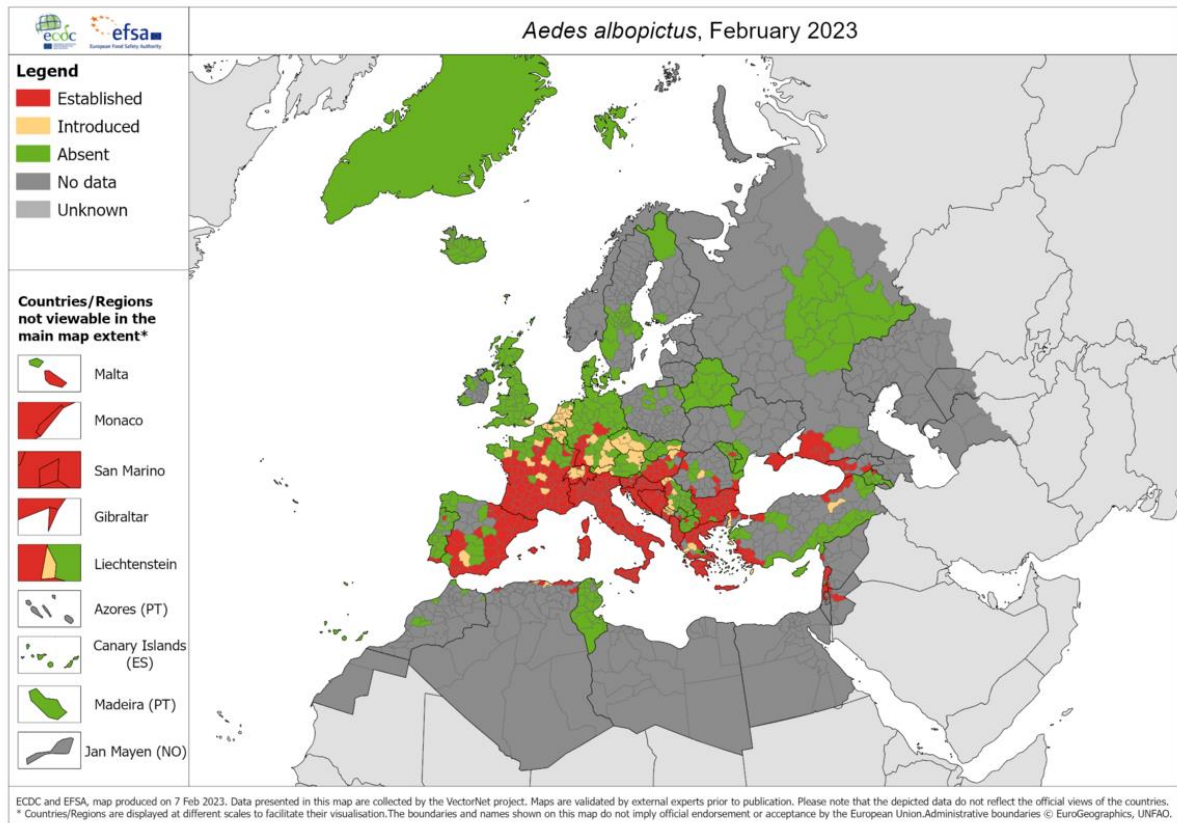 ecdc
efsa
European Food Safety Authority
Aedes albopictus, February 2023
Legend
Established
Introduced
Absent
No data
Unknown
Countries/Regions
not viewable in the
main map extent*
Malta
Monaco
San Marino
Gibraltar
Liechtenstein
Azores (PT)
Canary Islands
(ES)
Madeira (PT)
Jan Mayen (NO)
ECDC and EFSA, map produced on 7 Feb 2023. Data presented in this map are collected by the VectorNet project. Maps are validated by external experts prior to publication. Please note that the depicted data do not reflect the official views of the countries.
* Countries/Regions are displayed at different scales to facilitate their visualisation.The boundaries and names shown on this map do not imply official endorsement or acceptance by the European Union.Administrative boundaries © EuroGeographics, UNFAO.